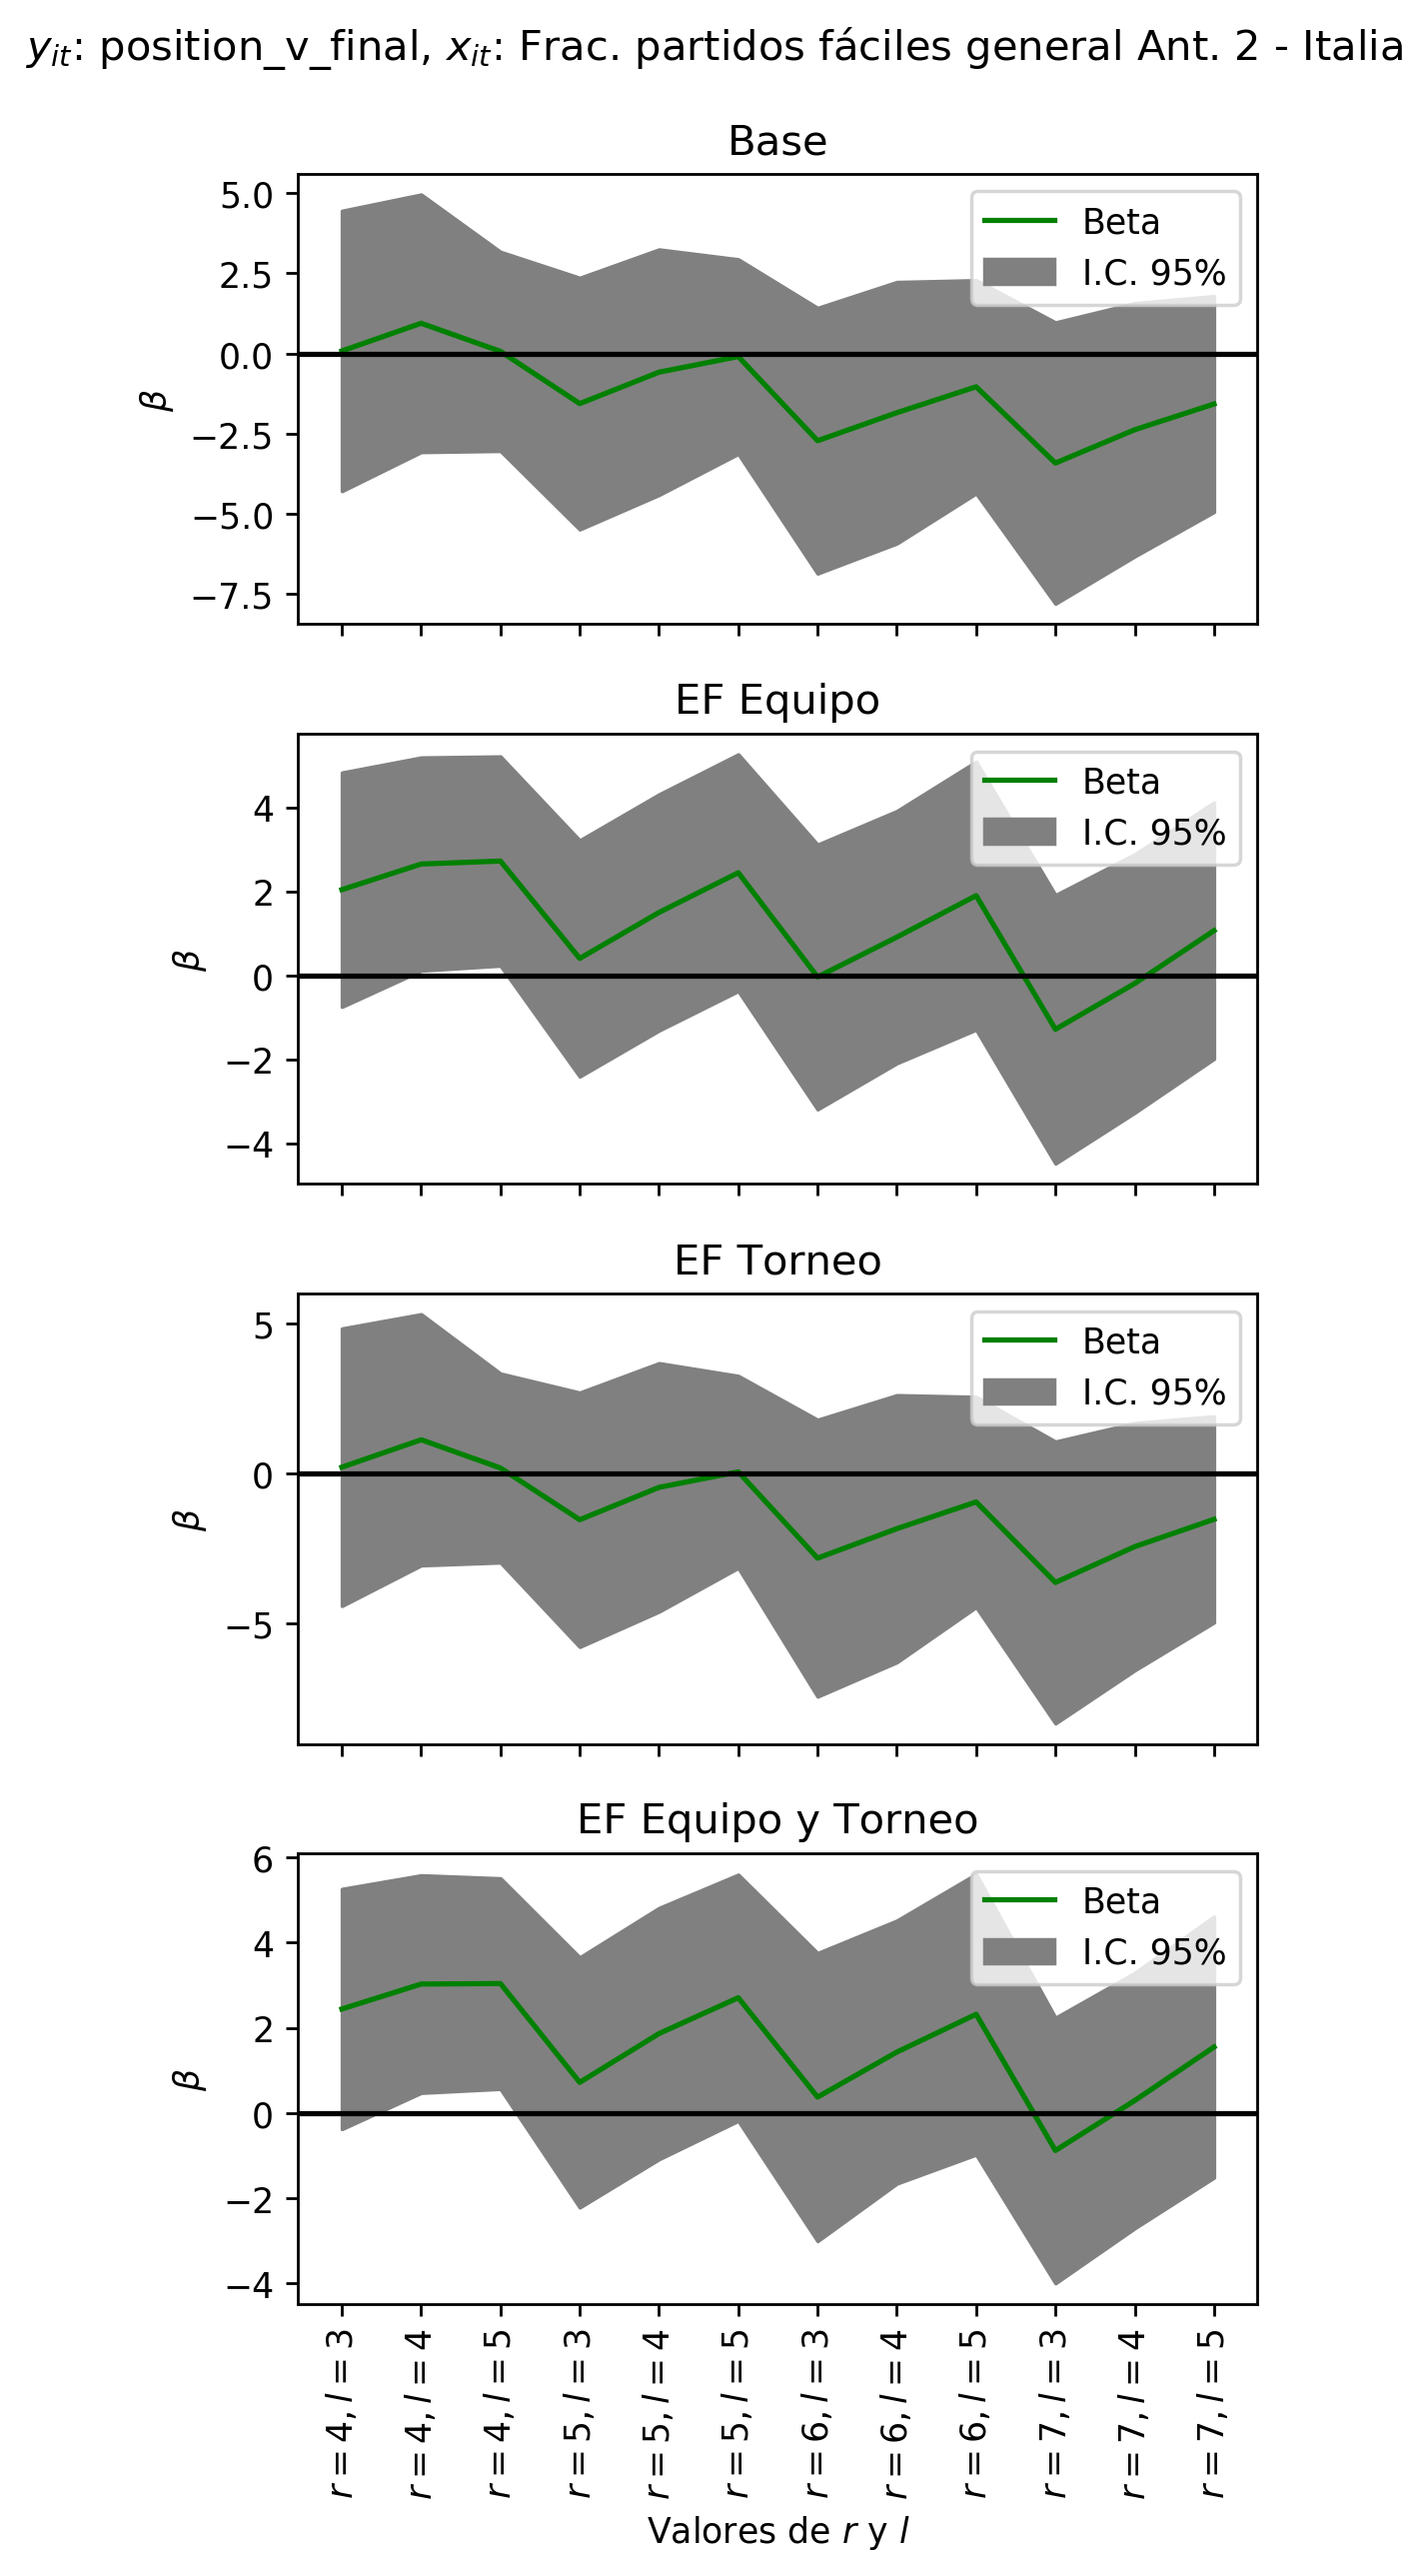 y_it: position_v_final, x_it: Frac. partidos fáciles general Ant. 2 - Italia
Base
5.0
2.5
0.0
−2.5
−5.0
−7.5
β
Beta
I.C. 95%
EF Equipo
4
2
0
−2
−4
β
Beta
I.C. 95%
EF Torneo
5
0
−5
β
Beta
I.C. 95%
EF Equipo y Torneo
6
4
2
0
−2
−4
β
Beta
I.C. 95%
r = 4, l = 3
r = 4, l = 4
r = 4, l = 5
r = 5, l = 3
r = 5, l = 4
r = 5, l = 5
r = 6, l = 3
r = 6, l = 4
r = 6, l = 5
r = 7, l = 3
r = 7, l = 4
r = 7, l = 5
Valores de r y l